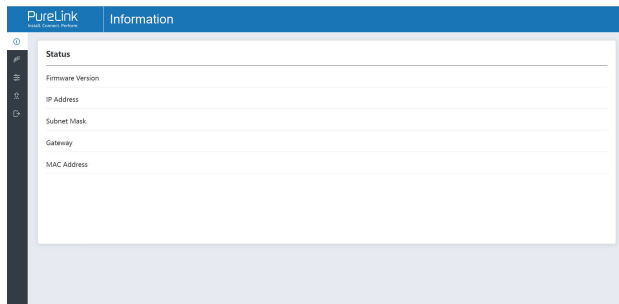 PureLink
Install. Connect. Perform.
Information
Status
Firmware Version
IP Address
Subnet Mask
Gateway
MAC Address